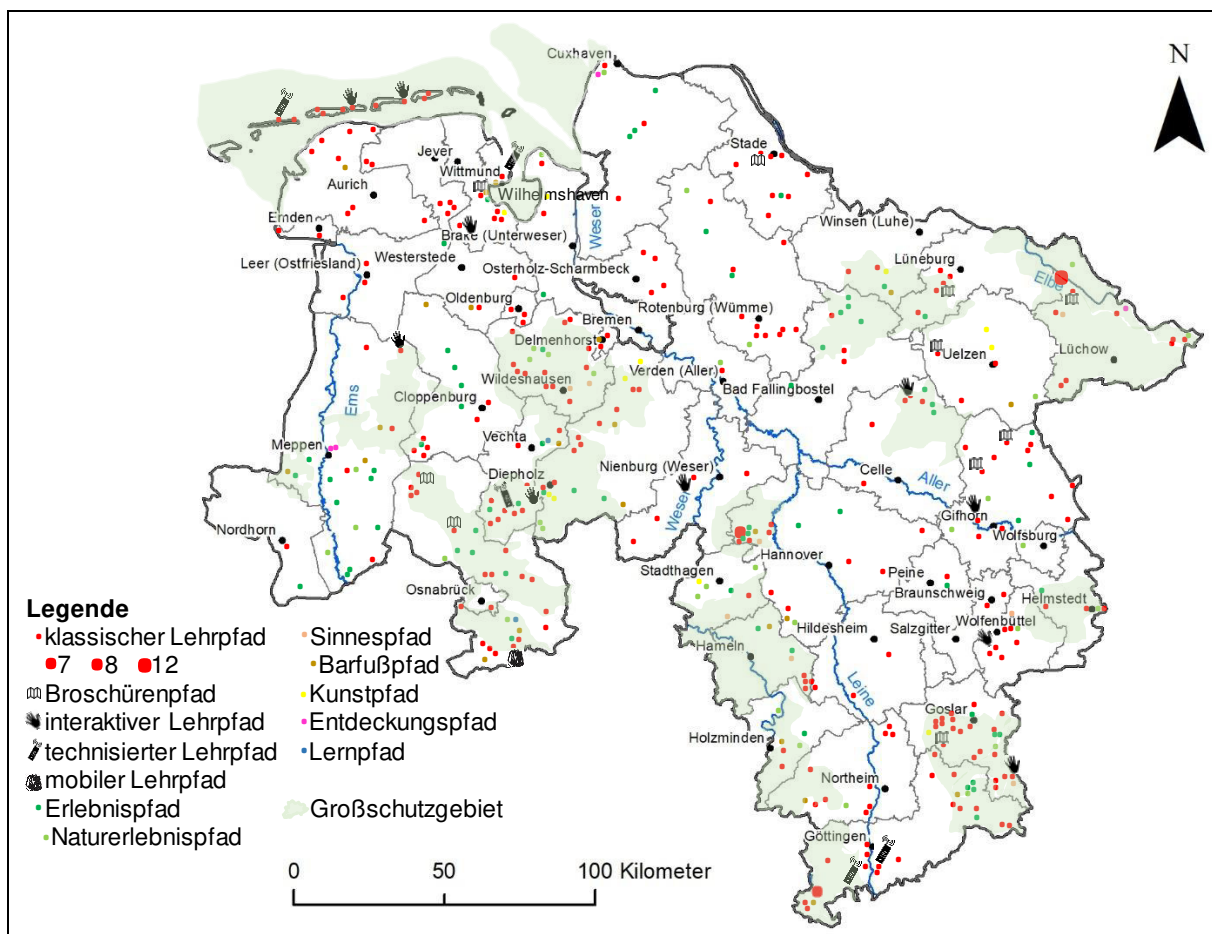 Cuxhaven
N
Stade
Jever
Wittmund
Aurich
Wilhelmshaven
Emden
Weser
Brake (Unterweser)
Winsen (Luhe)
Westerstede
Leer (Ostfriesland)
Osterholz-Scharmbeck
Lüneburg
Elbe
Oldenburg
Rotenburg (Wümme)
Bremen
Delmenhorst
Uelzen
Lüchow
Verden (Aller)
Wildeshausen
Bad Fallingbostel
Ems
Cloppenburg
Vechta
Meppen
Nienburg (Weser)
Celle
Diepholz
Aller
Weser
Gifhorn
Nordhorn
Wolfsburg
Hannover
Stadthagen
Peine
Osnabrück
Braunschweig
Helmstedt
Wolfenbüttel
Hildesheim
Salzgitter
Hameln
Leine
Goslar
Holzminden
Northeim
Göttingen
Legende
klassischer Lehrpfad
7 8 12
Broschürenpfad
interaktiver Lehrpfad
technisierter Lehrpfad
mobiler Lehrpfad
Erlebnispfad
Naturerlebnispfad
Sinnespfad
Barfußpfad
Kunstpfad
Entdeckungspfad
Lernpfad
Großschutzgebiet
0 50 100 Kilometer